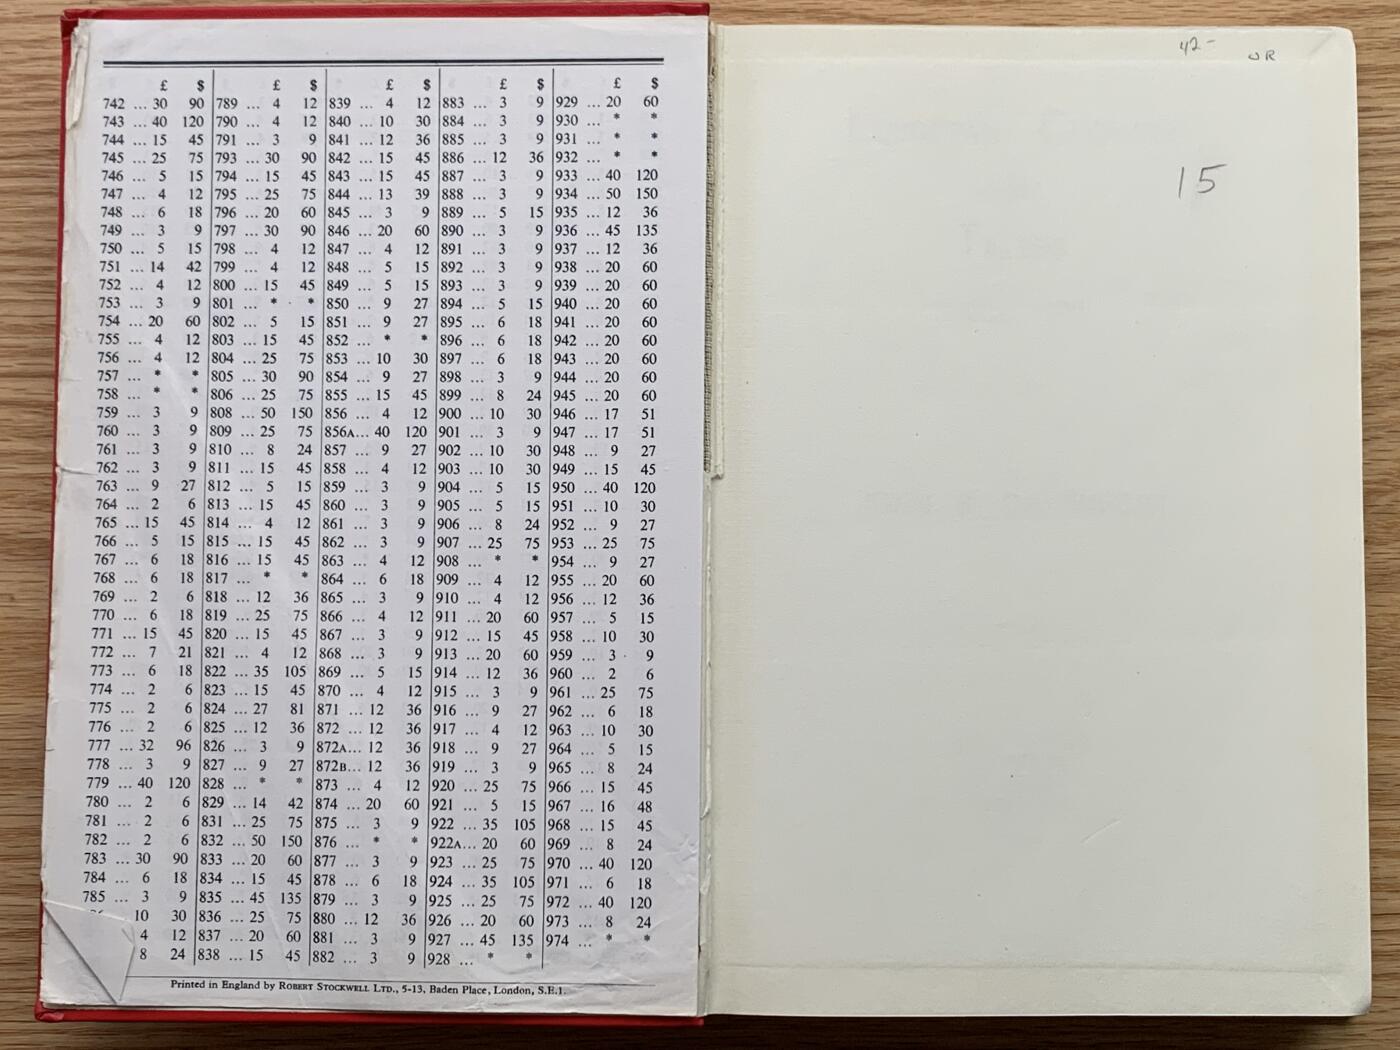 £ $
742 ... 30 90
743 ... 40 120
744 ... 15 45
745 ... 25 75
746 ... 5 15
747 ... 4 12
748 ... 6 18
749 ... 3 9
750 ... 5 15
751 ... 14 42
752 ... 4 12
753 ... 3 9
754 ... 20 60
755 ... 4 12
756 ... 4 12
757 ... * *
758 ... * *
759 ... 3 9
760 ... 3 9
761 ... 3 9
762 ... 3 9
763 ... 9 27
764 ... 2 6
765 ... 15 45
766 ... 5 15
767 ... 6 18
768 ... 6 18
769 ... 2 6
770 ... 6 18
771 ... 15 45
772 ... 7 21
773 ... 6 18
774 ... 2 6
775 ... 2 6
776 ... 2 6
777 ... 32 96
778 ... 3 9
779 ... 40 120
780 ... 2 6
781 ... 2 6
782 ... 2 6
783 ... 30 90
784 ... 6 18
785 ... 3 9
10 30
4 12
8 24
£ $
789 ... 4 12
790 ... 4 12
791 ... 3 9
793 ... 30 90
794 ... 15 45
795 ... 25 75
796 ... 20 60
797 ... 30 90
798 ... 4 12
799 ... 4 12
800 ... 15 45
801 ... * *
802 ... 5 15
803 ... 15 45
804 ... 25 75
805 ... 30 90
806 ... 25 75
808 ... 50 150
809 ... 25 75
810 ... 8 24
811 ... 15 45
812 ... 5 15
813 ... 15 45
814 ... 4 12
815 ... 15 45
816 ... 15 45
817 ... * *
818 ... 12 36
819 ... 25 75
820 ... 15 45
821 ... 4 12
822 ... 35 105
823 ... 15 45
824 ... 27 81
825 ... 12 36
826 ... 3 9
827 ... 9 27
828 ... * *
829 ... 14 42
831 ... 25 75
832 ... 50 150
833 ... 20 60
834 ... 15 45
835 ... 45 135
836 ... 25 75
837 ... 20 60
838 ... 15 45
£ $
839 ... 4 12
840 ... 10 30
841 ... 12 36
842 ... 15 45
843 ... 15 45
844 ... 13 39
845 ... 3 9
846 ... 20 60
847 ... 4 12
848 ... 5 15
849 ... 5 15
850 ... 9 27
851 ... 9 27
852 ... * *
853 ... 10 30
854 ... 9 27
855 ... 15 45
856 ... 4 12
856A... 40 120
857 ... 9 27
858 ... 4 12
859 ... 3 9
860 ... 3 9
861 ... 3 9
862 ... 3 9
863 ... 4 12
864 ... 6 18
865 ... 3 9
866 ... 4 12
867 ... 3 9
868 ... 3 9
869 ... 5 15
870 ... 4 12
871 ... 12 36
872 ... 12 36
872A... 12 36
872B... 12 36
873 ... 4 12
874 ... 20 60
875 ... 3 9
876 ... * *
877 ... 3 9
878 ... 6 18
879 ... 3 9
880 ... 12 36
881 ... 3 9
882 ... 3 9
£ $
883 ... 3 9
884 ... 3 9
885 ... 3 9
886 ... 12 36
887 ... 3 9
888 ... 3 9
889 ... 5 15
890 ... 3 9
891 ... 3 9
892 ... 3 9
893 ... 3 9
894 ... 5 15
895 ... 6 18
896 ... 6 18
897 ... 6 18
898 ... 3 9
899 ... 8 24
900 ... 10 30
901 ... 3 9
902 ... 10 30
903 ... 10 30
904 ... 5 15
905 ... 5 15
906 ... 8 24
907 ... 25 75
908 ... * *
909 ... 4 12
910 ... 4 12
911 ... 20 60
912 ... 15 45
913 ... 20 60
914 ... 12 36
915 ... 3 9
916 ... 9 27
917 ... 4 12
918 ... 9 27
919 ... 3 9
920 ... 25 75
921 ... 5 15
922 ... 35 105
922A... 20 60
923 ... 25 75
924 ... 35 105
925 ... 25 75
926 ... 20 60
927 ... 45 135
928 ... * *
£ $
929 ... 20 60
930 ... * *
931 ... * *
932 ... * *
933 ... 40 120
934 ... 50 150
935 ... 12 36
936 ... 45 135
937 ... 12 36
938 ... 20 60
939 ... 20 60
940 ... 20 60
941 ... 20 60
942 ... 20 60
943 ... 20 60
944 ... 20 60
945 ... 20 60
946 ... 17 51
947 ... 17 51
948 ... 9 27
949 ... 15 45
950 ... 40 120
951 ... 10 30
952 ... 9 27
953 ... 25 75
954 ... 9 27
955 ... 20 60
956 ... 12 36
957 ... 5 15
958 ... 10 30
959 ... 3 9
960 ... 2 6
961 ... 25 75
962 ... 6 18
963 ... 10 30
964 ... 5 15
965 ... 8 24
966 ... 15 45
967 ... 16 48
968 ... 15 45
969 ... 8 24
970 ... 40 120
971 ... 6 18
972 ... 40 120
973 ... 8 24
974 ... * *
Printed in England by ROBERT STOCKWELL LTD., 5-13, Baden Place, London, S.E.1.
42-
15